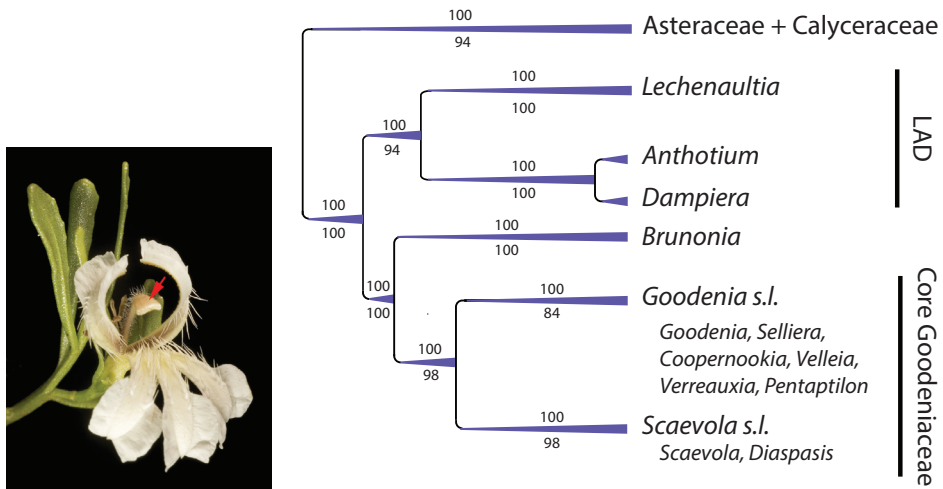 100
94
Asteraceae + Calyceraceae
100
100
Lechenaultia
100
94
100
100
Anthotium
Dampiera
LAD
100
100
100
100
Brunonia
100
100
100
84
Goodenia s.l.
Goodenia, Selliera,
Coopernookia, Velleia,
Verreauxia, Pentaptilon
100
98
100
98
Scaevola s.l.
Scaevola, Diaspasis
Core Goodeniaceae